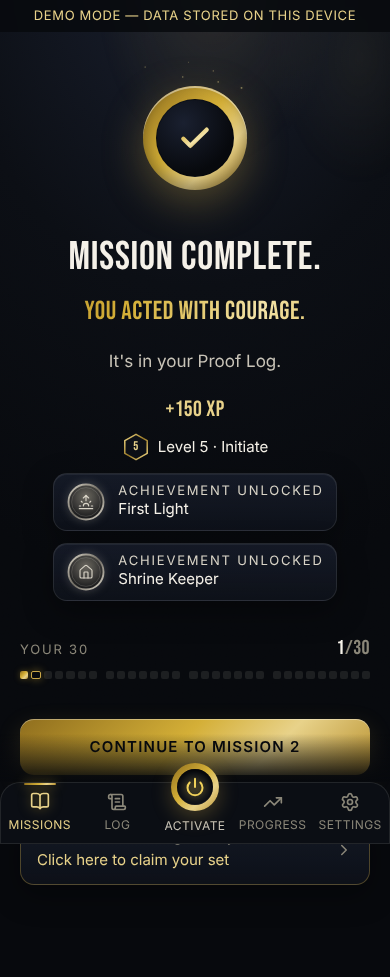 DEMO MODE — DATA STORED ON THIS DEVICE
MISSION COMPLETE.
YOU ACTED WITH COURAGE.
It's in your Proof Log.
+150 XP
5 Level 5 · Initiate
ACHIEVEMENT UNLOCKED
First Light
ACHIEVEMENT UNLOCKED
Shrine Keeper
YOUR 30 1/30
CONTINUE TO MISSION 2
MISSIONS LOG ACTIVATE PROGRESS SETTINGS
Click here to claim your set